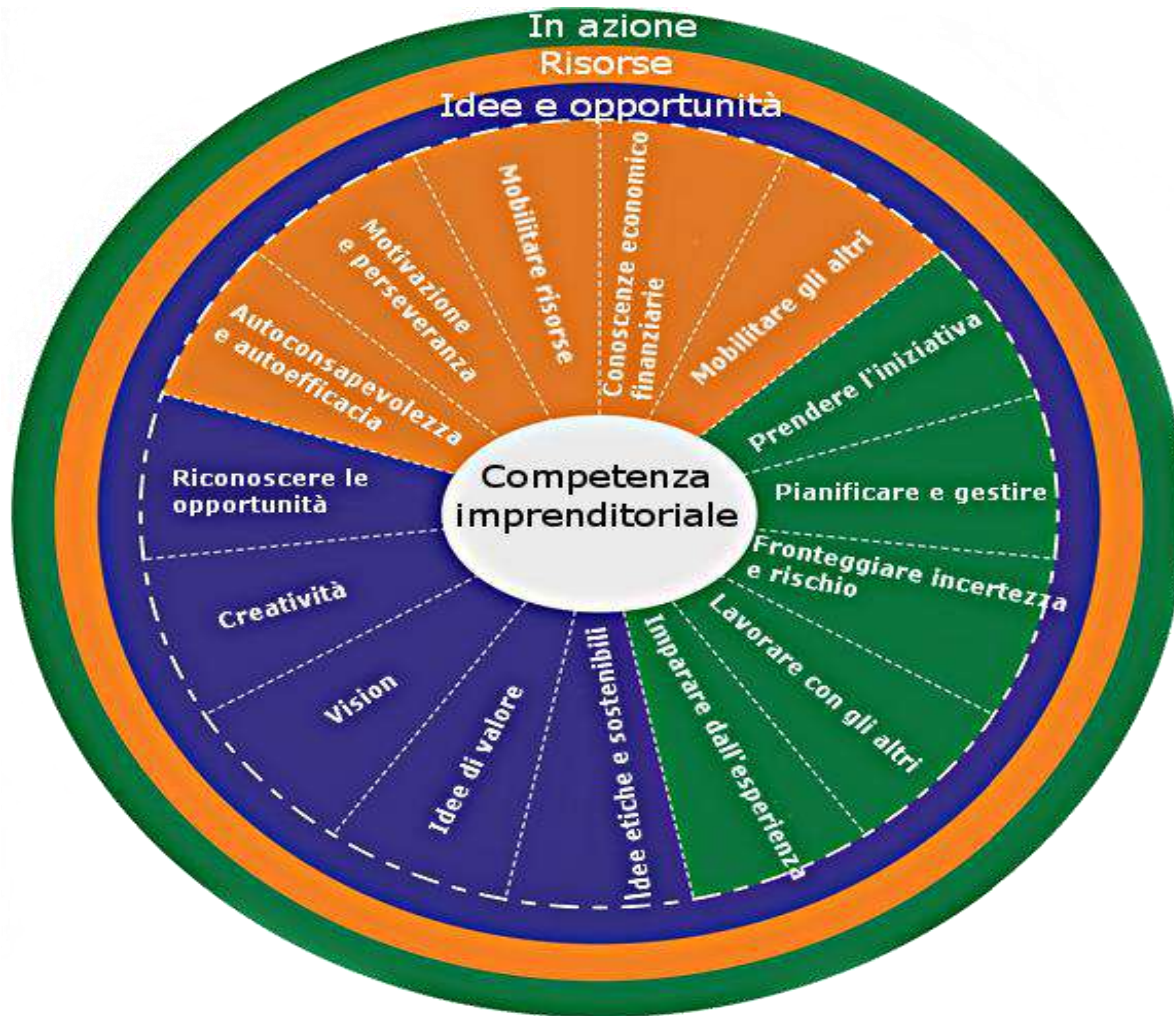 In azione
Risorse
Idee e opportunità
Autoconsapevolezza
e autoefficacia
Motivazione
e perseveranza
Mobilitare risorse
Conoscenze economico
finanziarie
Mobilitare gli altri
Prendere l'iniziativa
Pianificare e gestire
Fronteggiare incertezza
e rischio
Lavorare con gli altri
Imparare dall'esperienza
Idee etiche e sostenibili
Idee di valore
Vision
Creatività
Riconoscere le
opportunità
Competenza
imprenditoriale